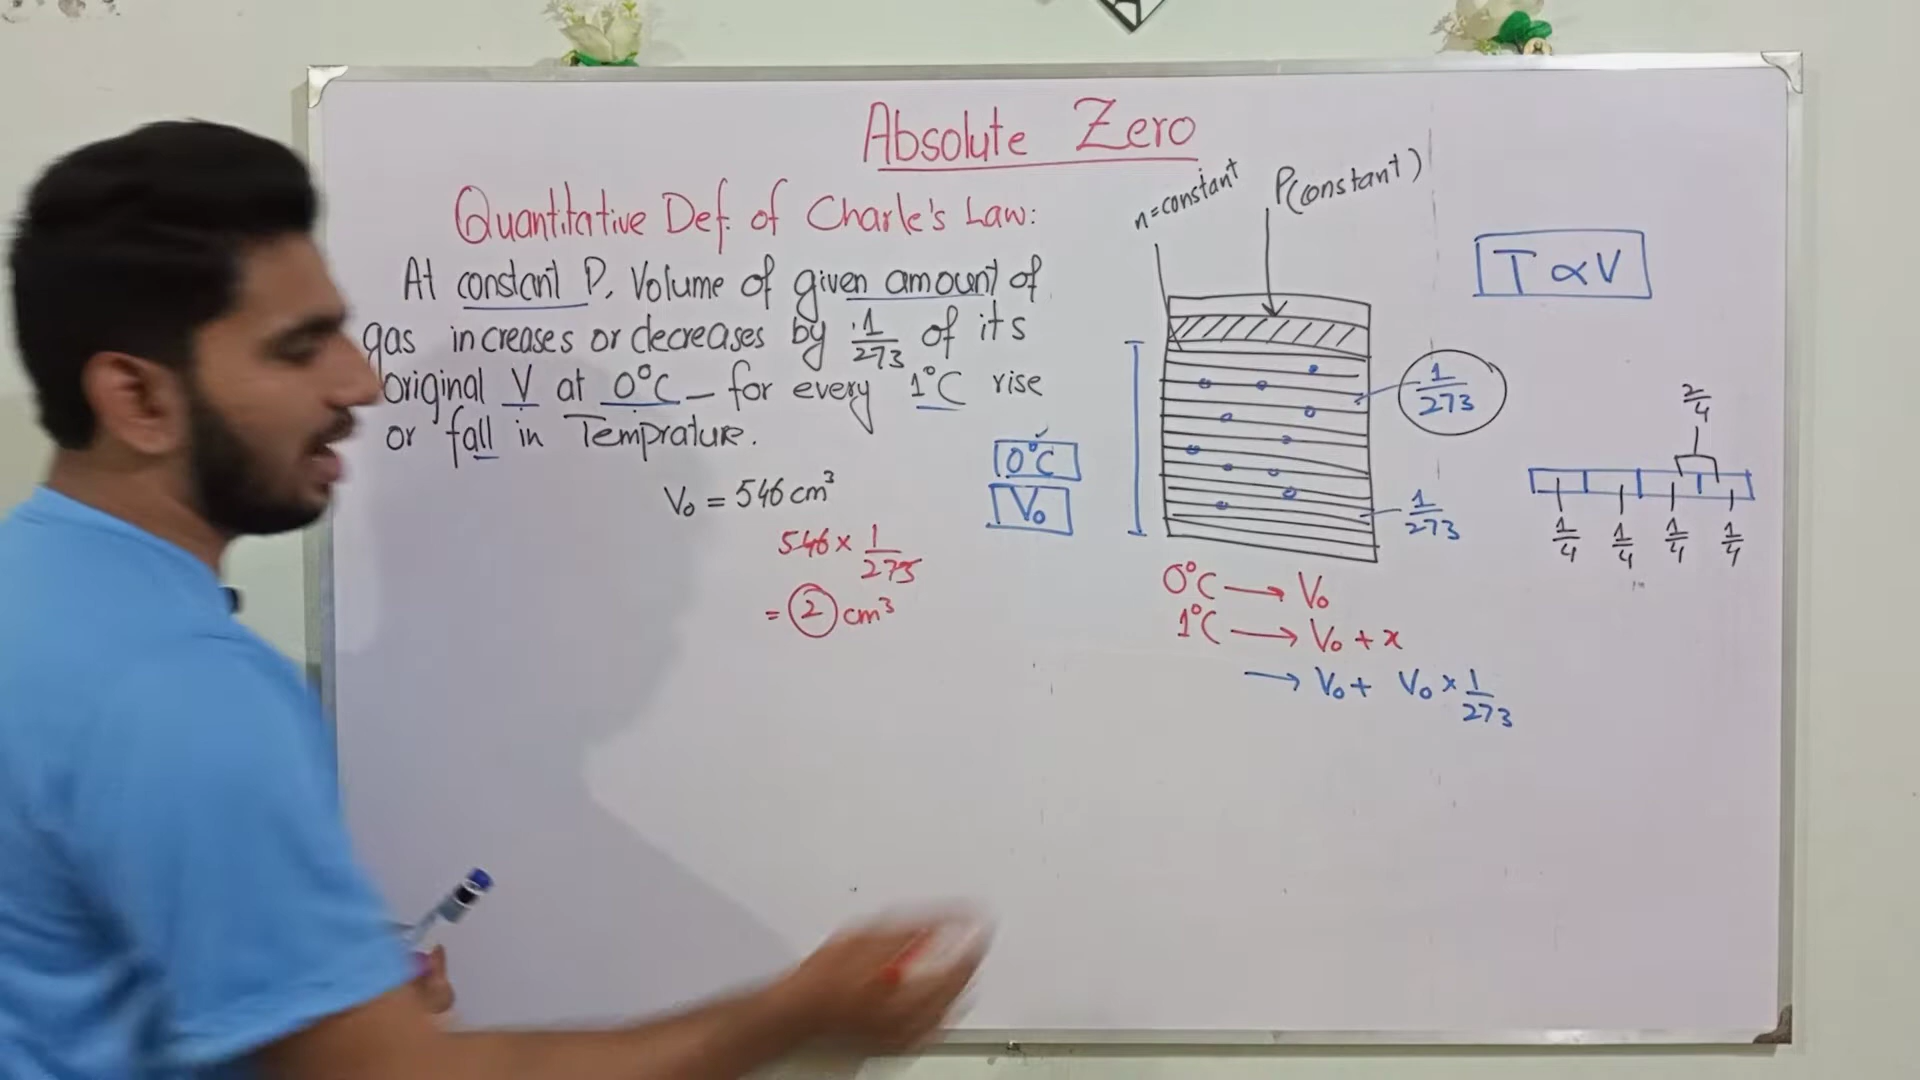 Absolute Zero
Quantitative Def. of Charle's Law:
At constant P, Volume of given amount of
gas increases or decreases by 1/273 of its
original V at 0°C – for every 1°C rise
or fall in Temprature.
V₀ = 546 cm³
546 × 1/273
= 2 cm³
0°C
V₀
n=constant
P(constant)
1/273
1/273
0°C → V₀
1°C → V₀ + x
→ V₀ + V₀ × 1/273
T ∝ V
2/4
1/4 1/4 1/4 1/4